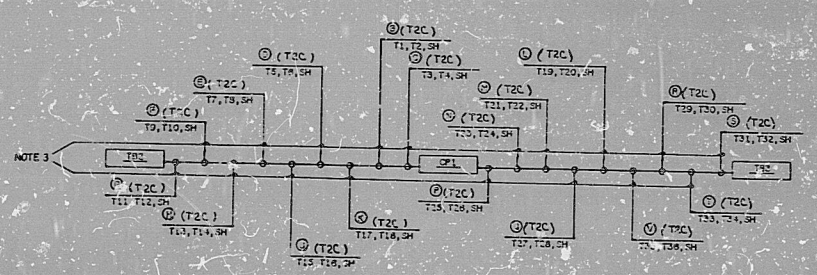 B (T2C)
T1, T2, SH
C (T2C)
T3, T4, SH
D (T2C)
T5, T6, SH
E (T2C)
T7, T8, SH
F (T2C)
T9, T10, SH
L (T2C)
T19, T20, SH
M (T2C)
T21, T22, SH
N (T2C)
T23, T24, SH
R (T2C)
T29, T30, SH
S (T2C)
T31, T32, SH
NOTE 3
CP1
(T2C)
T11, T12, SH
H (T2C)
T13, T14, SH
J (T2C)
T15, T16, SH
K (T2C)
T17, T18, SH
P (T2C)
T25, T26, SH
(T2C)
T27, T28, SH
V (T2C)
SH
(T2C)
T33, T34, SH